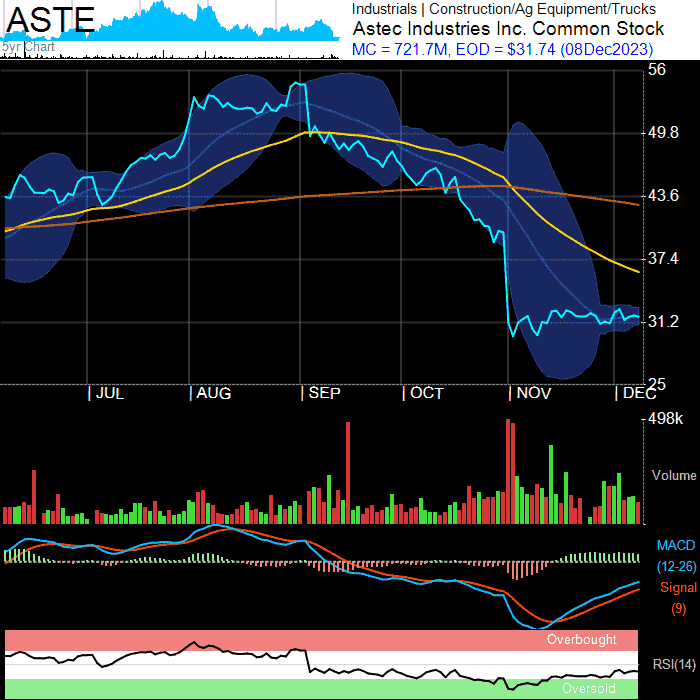 ASTE
5yr Chart
Industrials | Construction/Ag Equipment/Trucks
Astec Industries Inc. Common Stock
MC = 721.7M, EOD = $31.74 (08Dec2023)
56
49.8
43.6
37.4
31.2
25
| JUL | AUG | SEP | OCT | NOV | DEC
498k
Volume
MACD
(12-26)
Signal
(9)
Overbought
RSI(14)
Oversold